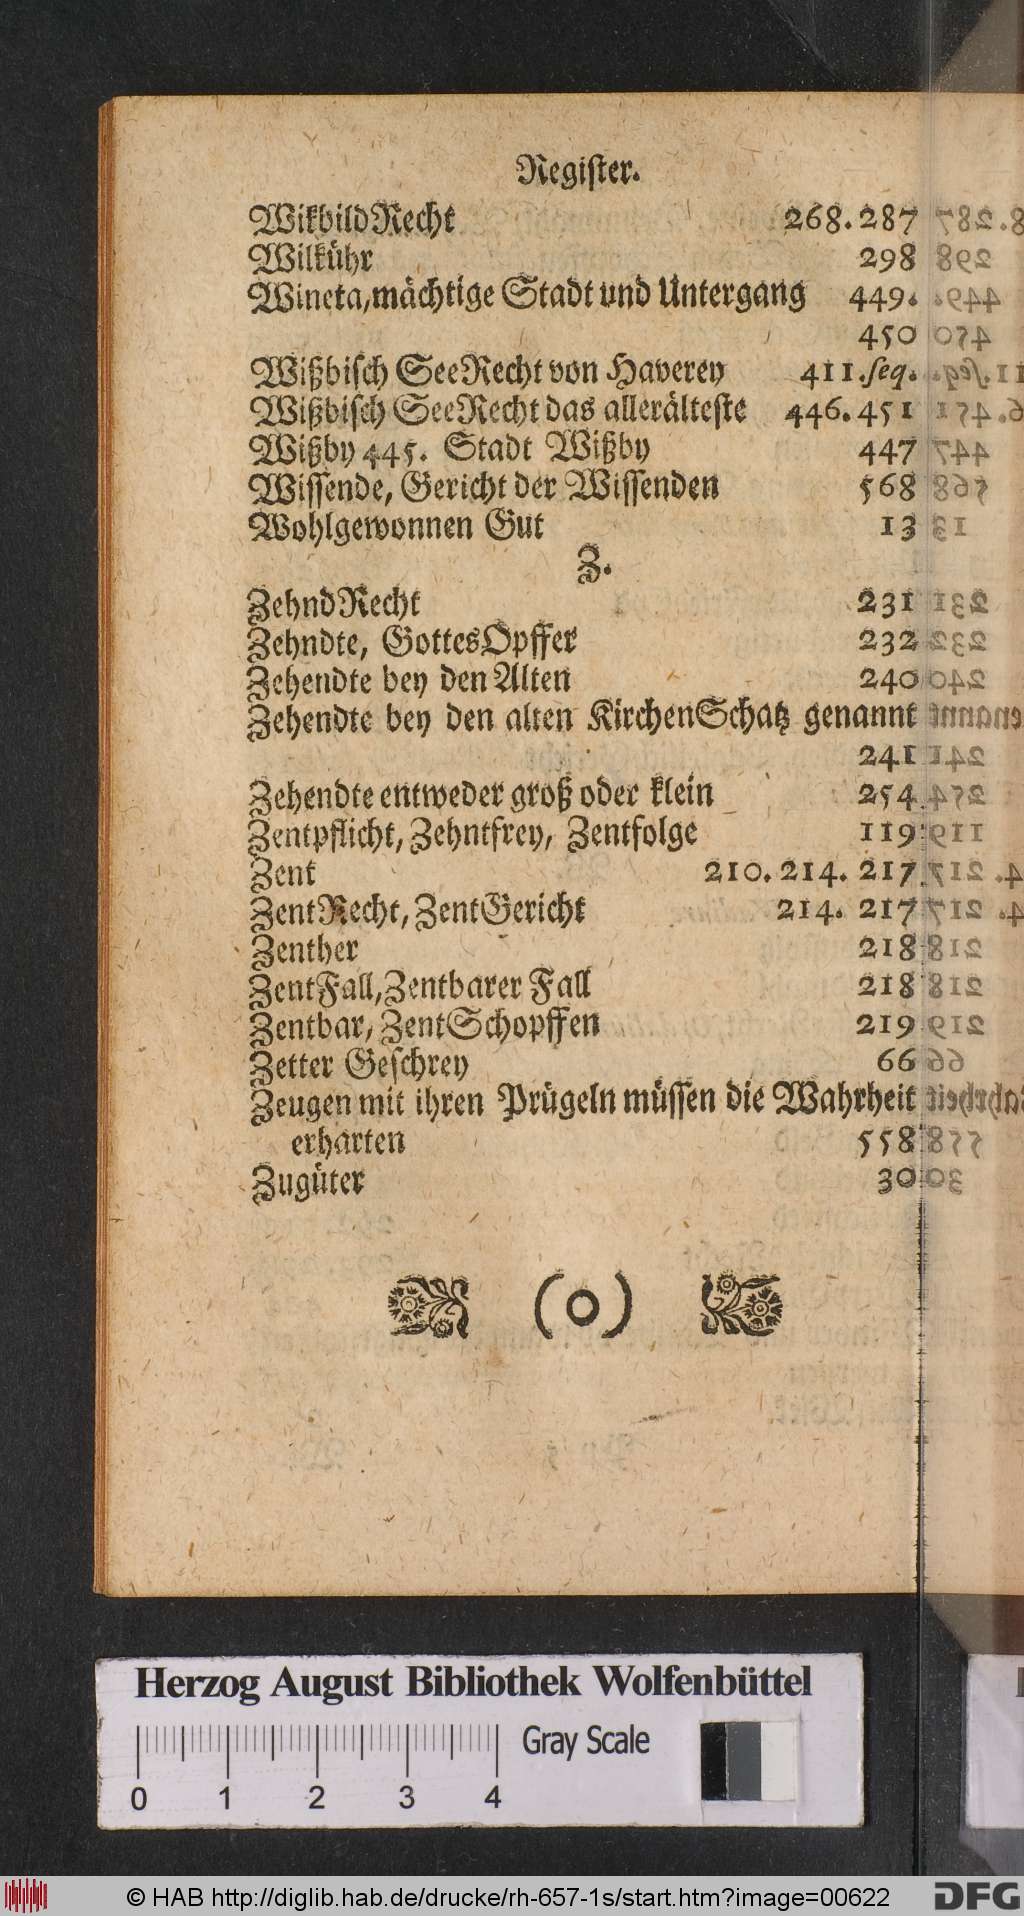 Register.
WikbildRecht 268. 287
Wilkühr 298
Wineta, mächtige Stadt und Untergang 449.
450
Wißbisch SeeRecht von Haverey 411. seq.
Wißbisch SeeRecht das allerälteste 446. 451
Wißby 445. Stadt Wißby 447
Wissende, Gericht der Wissenden 568
Wohlgewonnen Gut 13
Z.
ZehndRecht 231
Zehndte, GottesOpffer 232
Zehendte bey den Alten 240
Zehendte bey den alten KirchenSchatz genannt
241
Zehendte entweder groß oder klein 254
Zentpflicht, Zehntfrey, Zentfolge 119
Zent 210. 214. 217
ZentRecht, ZentGericht 214. 217
Zenther 218
ZentFall, Zentbarer Fall 218
Zentbar, ZentSchopffen 219
Zetter Geschrey 66
Zeugen mit ihren Prügeln müssen die Wahrheit
erharten 558
Zugüter 30
( o )
Herzog August Bibliothek Wolfenbüttel
Gray Scale
0 1 2 3 4
© HAB http://diglib.hab.de/drucke/rh-657-1s/start.htm?image=00622
DFG